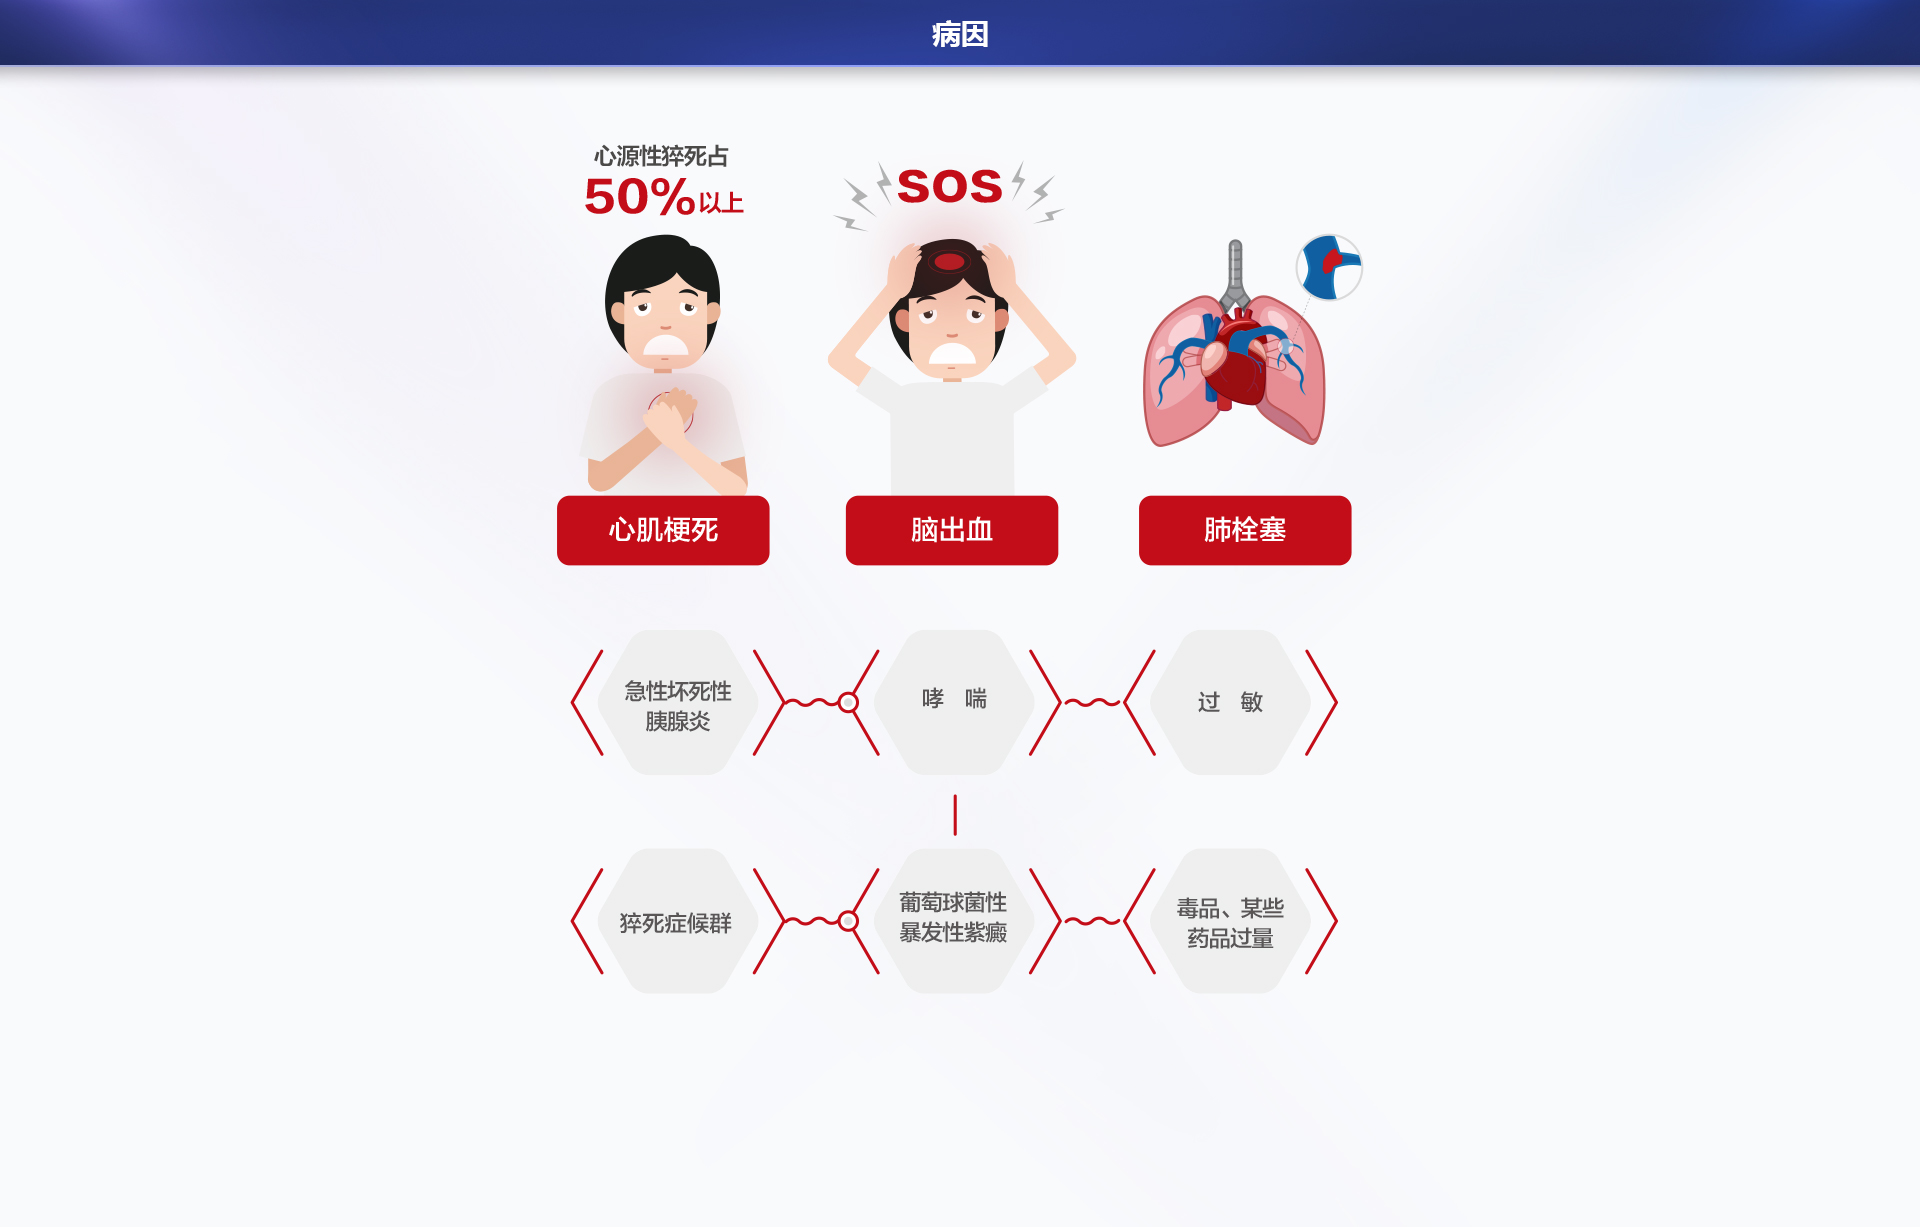 病因
心源性猝死占
50%以上
sos
心肌梗死
脑出血
肺栓塞
急性坏死性
胰腺炎
哮 喘
过 敏
猝死症候群
葡萄球菌性
暴发性紫癜
毒品、某些
药品过量